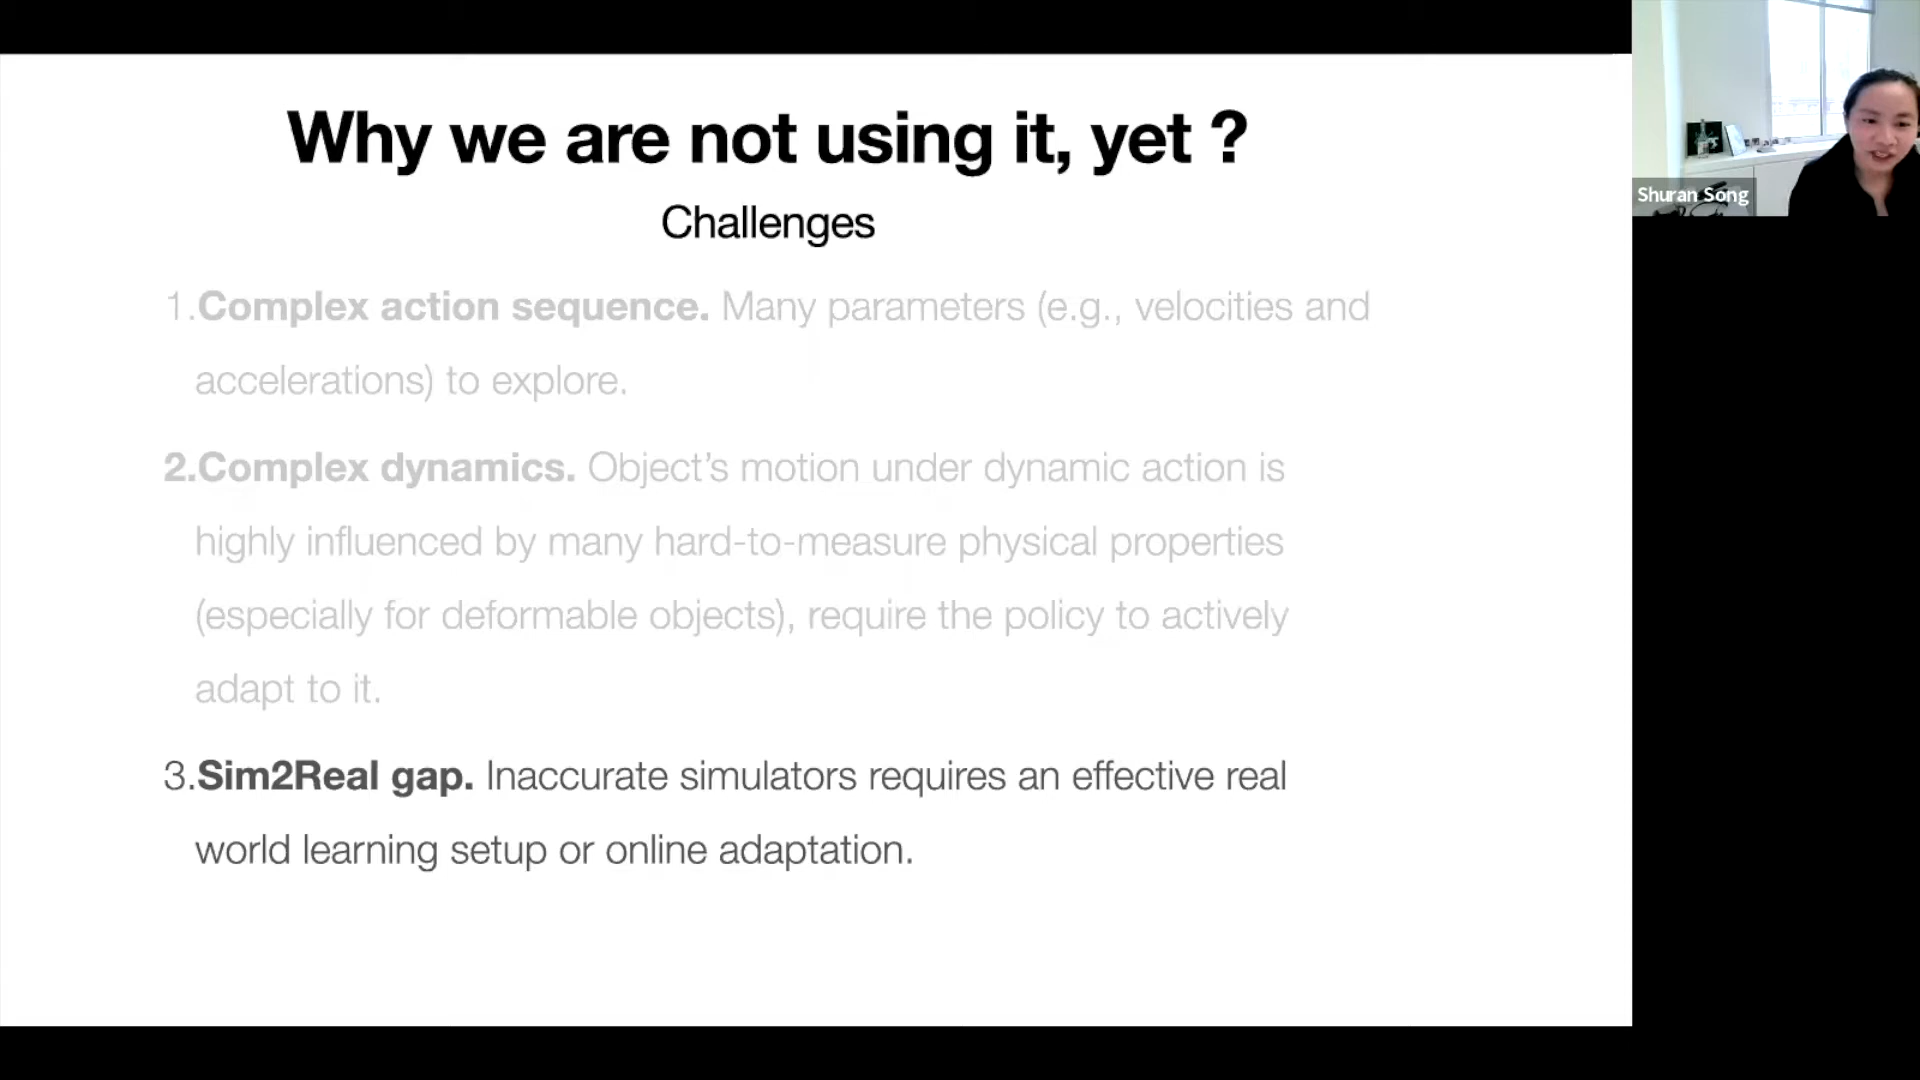 Why we are not using it, yet ?
Challenges
1.Complex action sequence. Many parameters (e.g., velocities and
accelerations) to explore.
2.Complex dynamics. Object’s motion under dynamic action is
highly influenced by many hard-to-measure physical properties
(especially for deformable objects), require the policy to actively
adapt to it.
3.Sim2Real gap. Inaccurate simulators requires an effective real
world learning setup or online adaptation.
Shuran Song